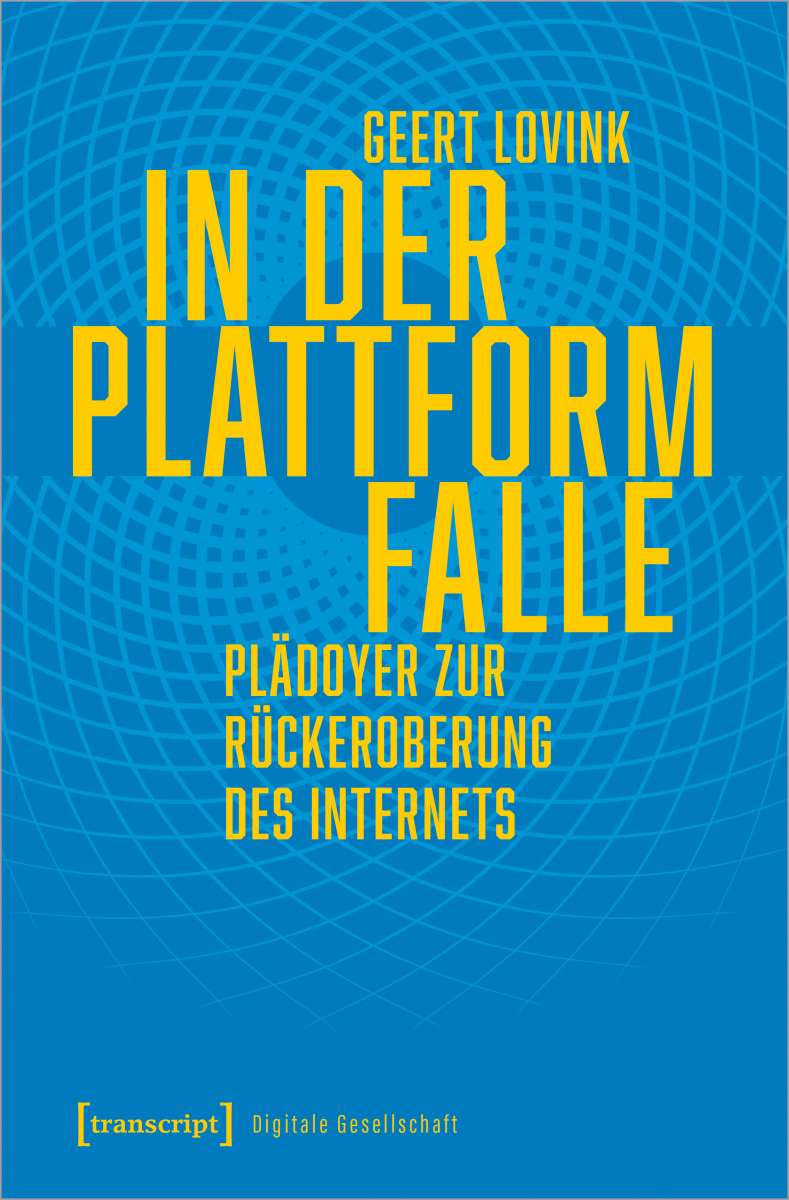 GEERT LOVINK
IN DER
PLATTFORM
FALLE
PLÄDOYER ZUR
RÜCKEROBERUNG
DES INTERNETS
[transcript] Digitale Gesellschaft